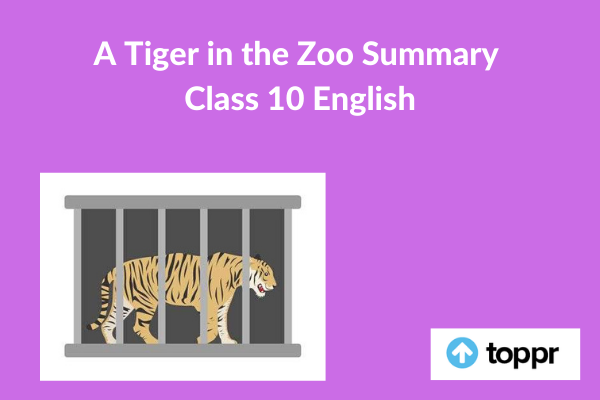 A Tiger in the Zoo Summary
Class 10 English
toppr